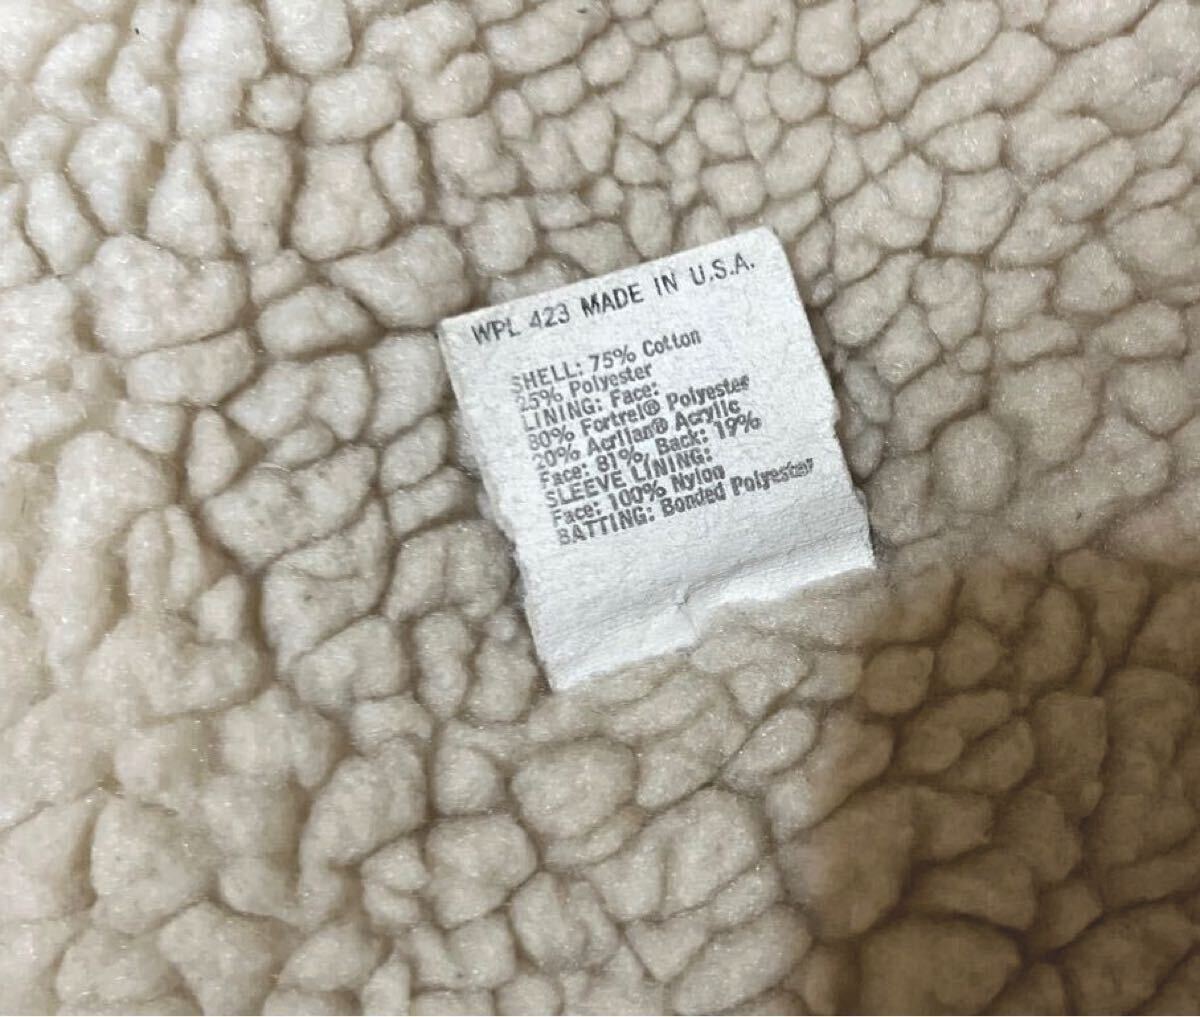 WPL 423 MADE IN U.S.A.
SHELL: 75% Cotton
25% Polyester
LINING: Face:
80% Fortrel® Polyester
20% Acrilan® Acrylic
Face: 81%, Back: 19%
SLEEVE LINING:
Face: 100% Nylon
BATTING: Bonded Polyester